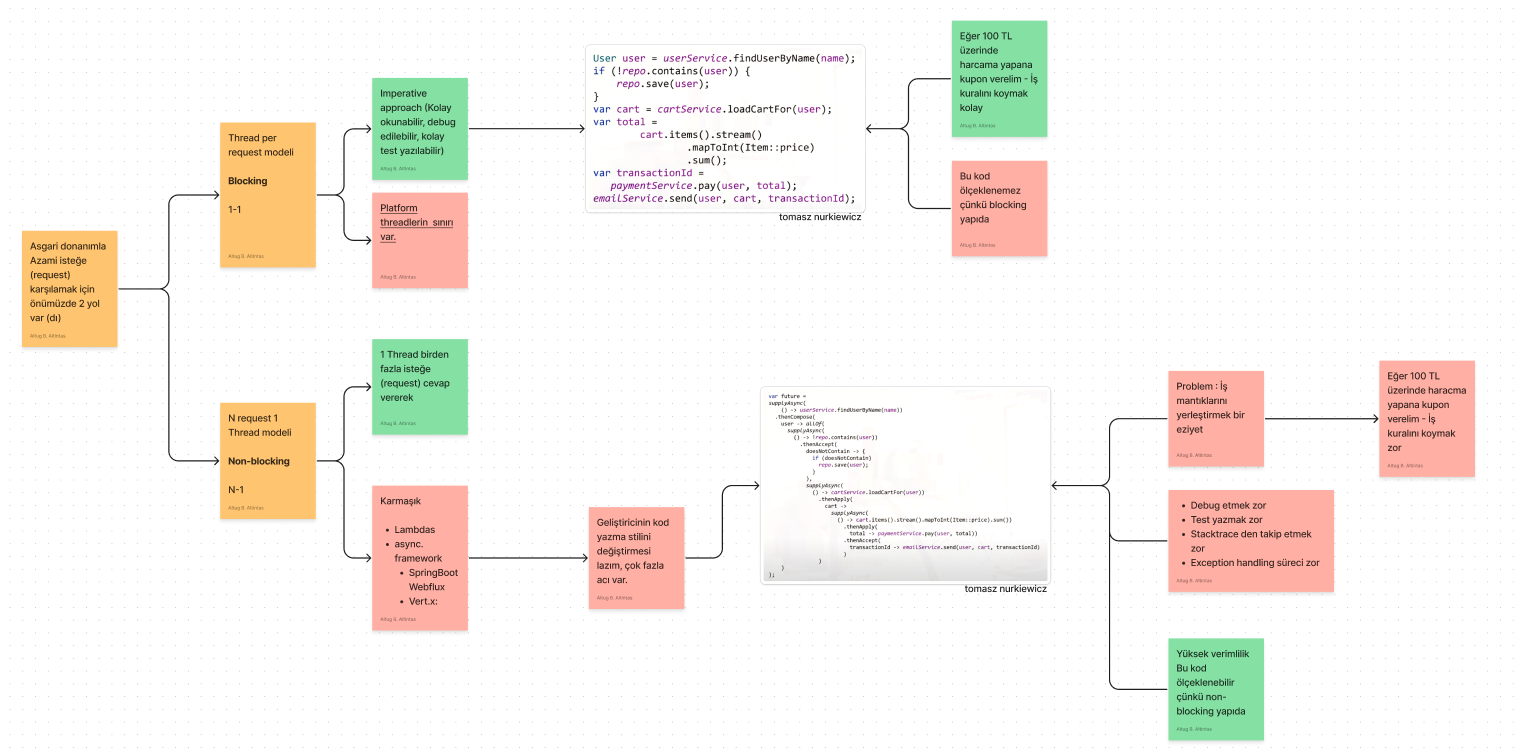 Asgari donanımla
Azami isteğe
(request)
karşılamak için
önümüzde 2 yol
var (dı)
Altug B. Altintas
Thread per
request modeli
Blocking
1-1
Altug B. Altintas
Imperative
approach (Kolay
okunabilir, debug
edilebilir, kolay
test yazılabilir)
Altug B. Altintas
Platform
threadlerin sınırı
var.
Altug B. Altintas
User user = userService.findUserByName(name);
if (!repo.contains(user)) {
repo.save(user);
}
var cart = cartService.loadCartFor(user);
var total =
cart.items().stream()
.mapToInt(Item::price)
.sum();
var transactionId =
paymentService.pay(user, total);
emailService.send(user, cart, transactionId);
tomasz nurkiewicz
Eğer 100 TL
üzerinde
harcama yapana
kupon verelim - İş
kuralını koymak
kolay
Altug B. Altintas
Bu kod
ölçeklenemez
çünkü blocking
yapıda
Altug B. Altintas
N request 1
Thread modeli
Non-blocking
N-1
Altug B. Altintas
1 Thread birden
fazla isteğe
(request) cevap
vererek
Altug B. Altintas
Karmaşık
• Lambdas
• async.
framework
• SpringBoot
Webflux
• Vert.x:
Altug B. Altintas
Geliştiricinin kod
yazma stilini
değiştirmesi
lazım, çok fazla
acı var.
Altug B. Altintas
var future =
supplyAsync(
() -> userService.findUserByName(name))
.thenCompose(
user -> allOf(
supplyAsync(
() -> !repo.contains(user))
.thenAccept(
doesNotContain -> {
if (doesNotContain)
repo.save(user);
}
),
supplyAsync(
() -> cartService.loadCartFor(user))
.thenApply(
cart ->
supplyAsync(
() -> cart.items().stream().mapToInt(Item::price).sum())
.thenApply(
total -> paymentService.pay(user, total))
.thenAccept(
transactionId -> emailService.send(user, cart, transactionId)
)
)
)
);
tomasz nurkiewicz
Problem : İş
mantıklarını
yerleştirmek bir
eziyet
Altug B. Altintas
Eğer 100 TL
üzerinde haracma
yapana kupon
verelim - İş
kuralını koymak
zor
Altug B. Altintas
• Debug etmek zor
• Test yazmak zor
• Stacktrace den takip etmek
zor
• Exception handling süreci zor
Altug B. Altintas
Yüksek verimlilik
Bu kod
ölçeklenebilir
çünkü non-
blocking yapıda
Altug B. Altintas